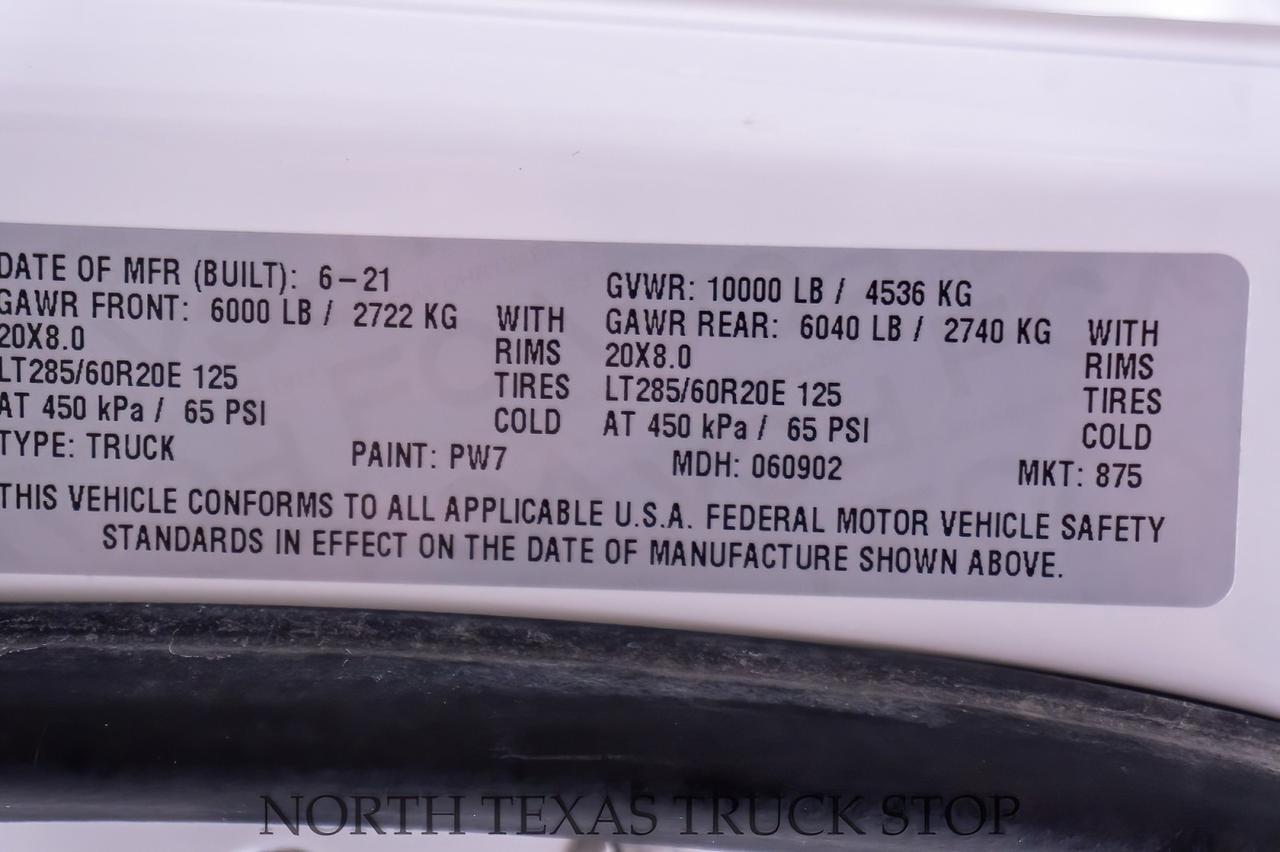 DATE OF MFR (BUILT): 6-21 GVWR: 10000 LB / 4536 KG
GAWR FRONT: 6000 LB / 2722 KG WITH GAWR REAR: 6040 LB / 2740 KG WITH
20X8.0 RIMS 20X8.0 RIMS
LT285/60R20E 125 TIRES LT285/60R20E 125 TIRES
AT 450 kPa / 65 PSI COLD AT 450 kPa / 65 PSI COLD
TYPE: TRUCK PAINT: PW7 MDH: 060902 MKT: 875
THIS VEHICLE CONFORMS TO ALL APPLICABLE U.S.A. FEDERAL MOTOR VEHICLE SAFETY
STANDARDS IN EFFECT ON THE DATE OF MANUFACTURE SHOWN ABOVE.
NORTH TEXAS TRUCK STOP